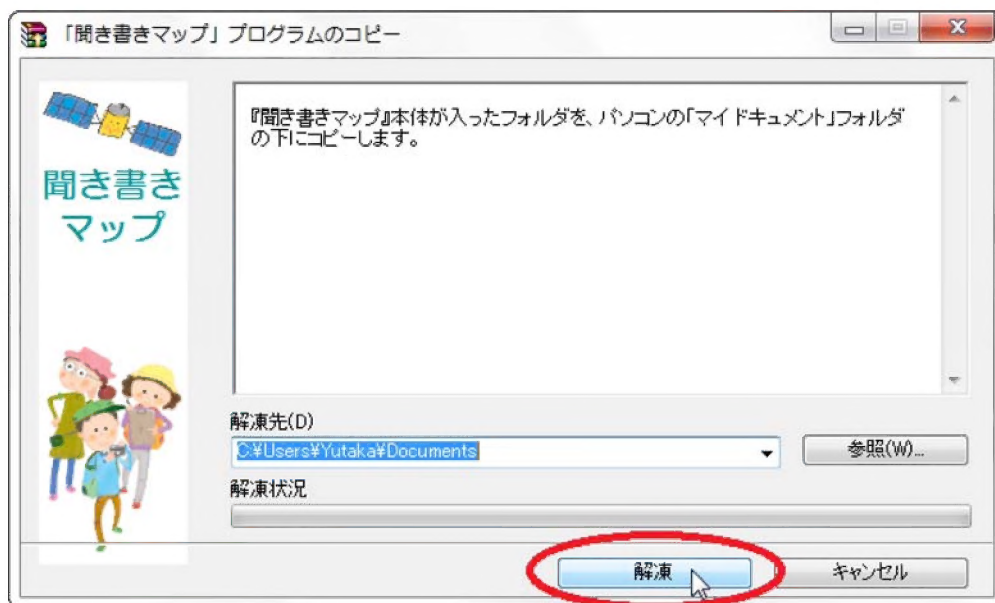 「聞き書きマップ」プログラムのコピー
聞き書き
マップ
『聞き書きマップ』本体が入ったフォルダを、パソコンの「マイドキュメント」フォルダ
の下にコピーします。
解凍先(D)
C:¥Users¥Yutaka¥Documents
参照(W)...
解凍状況
解凍
キャンセル